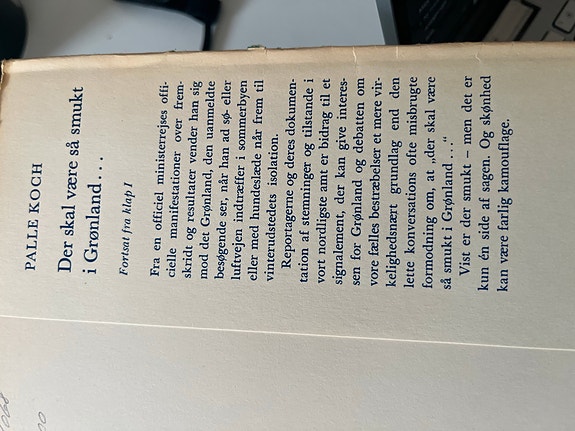 PALLE KOCH
Der skal være så smukt
i Grønland....
Fortsat fra klap I
Fra en officiel ministerrejses offi-
cielle manifestationer over frem-
skridt og resultater vender han sig
mod det Grønland, den uanmeldte
besøgende ser, når han ad sø- eller
luftvejen indtræffer i sommerbyen
eller med hundeslæde når frem til
vinterudstedets isolation.
Reportagerne og deres dokumen-
tation af stemninger og tilstande i
vort nordligste amt er bidrag til et
signalement, der kan give interes-
sen for Grønland og debatten om
vore fælles bestræbelser et mere vir-
kelighedsnært grundlag end den
lette konversations ofte misbrugte
formodning om, at „der skal være
så smukt i Grønland ...“
Vist er der smukt – men det er
kun én side af sagen. Og skønhed
kan være farlig kamouflage.